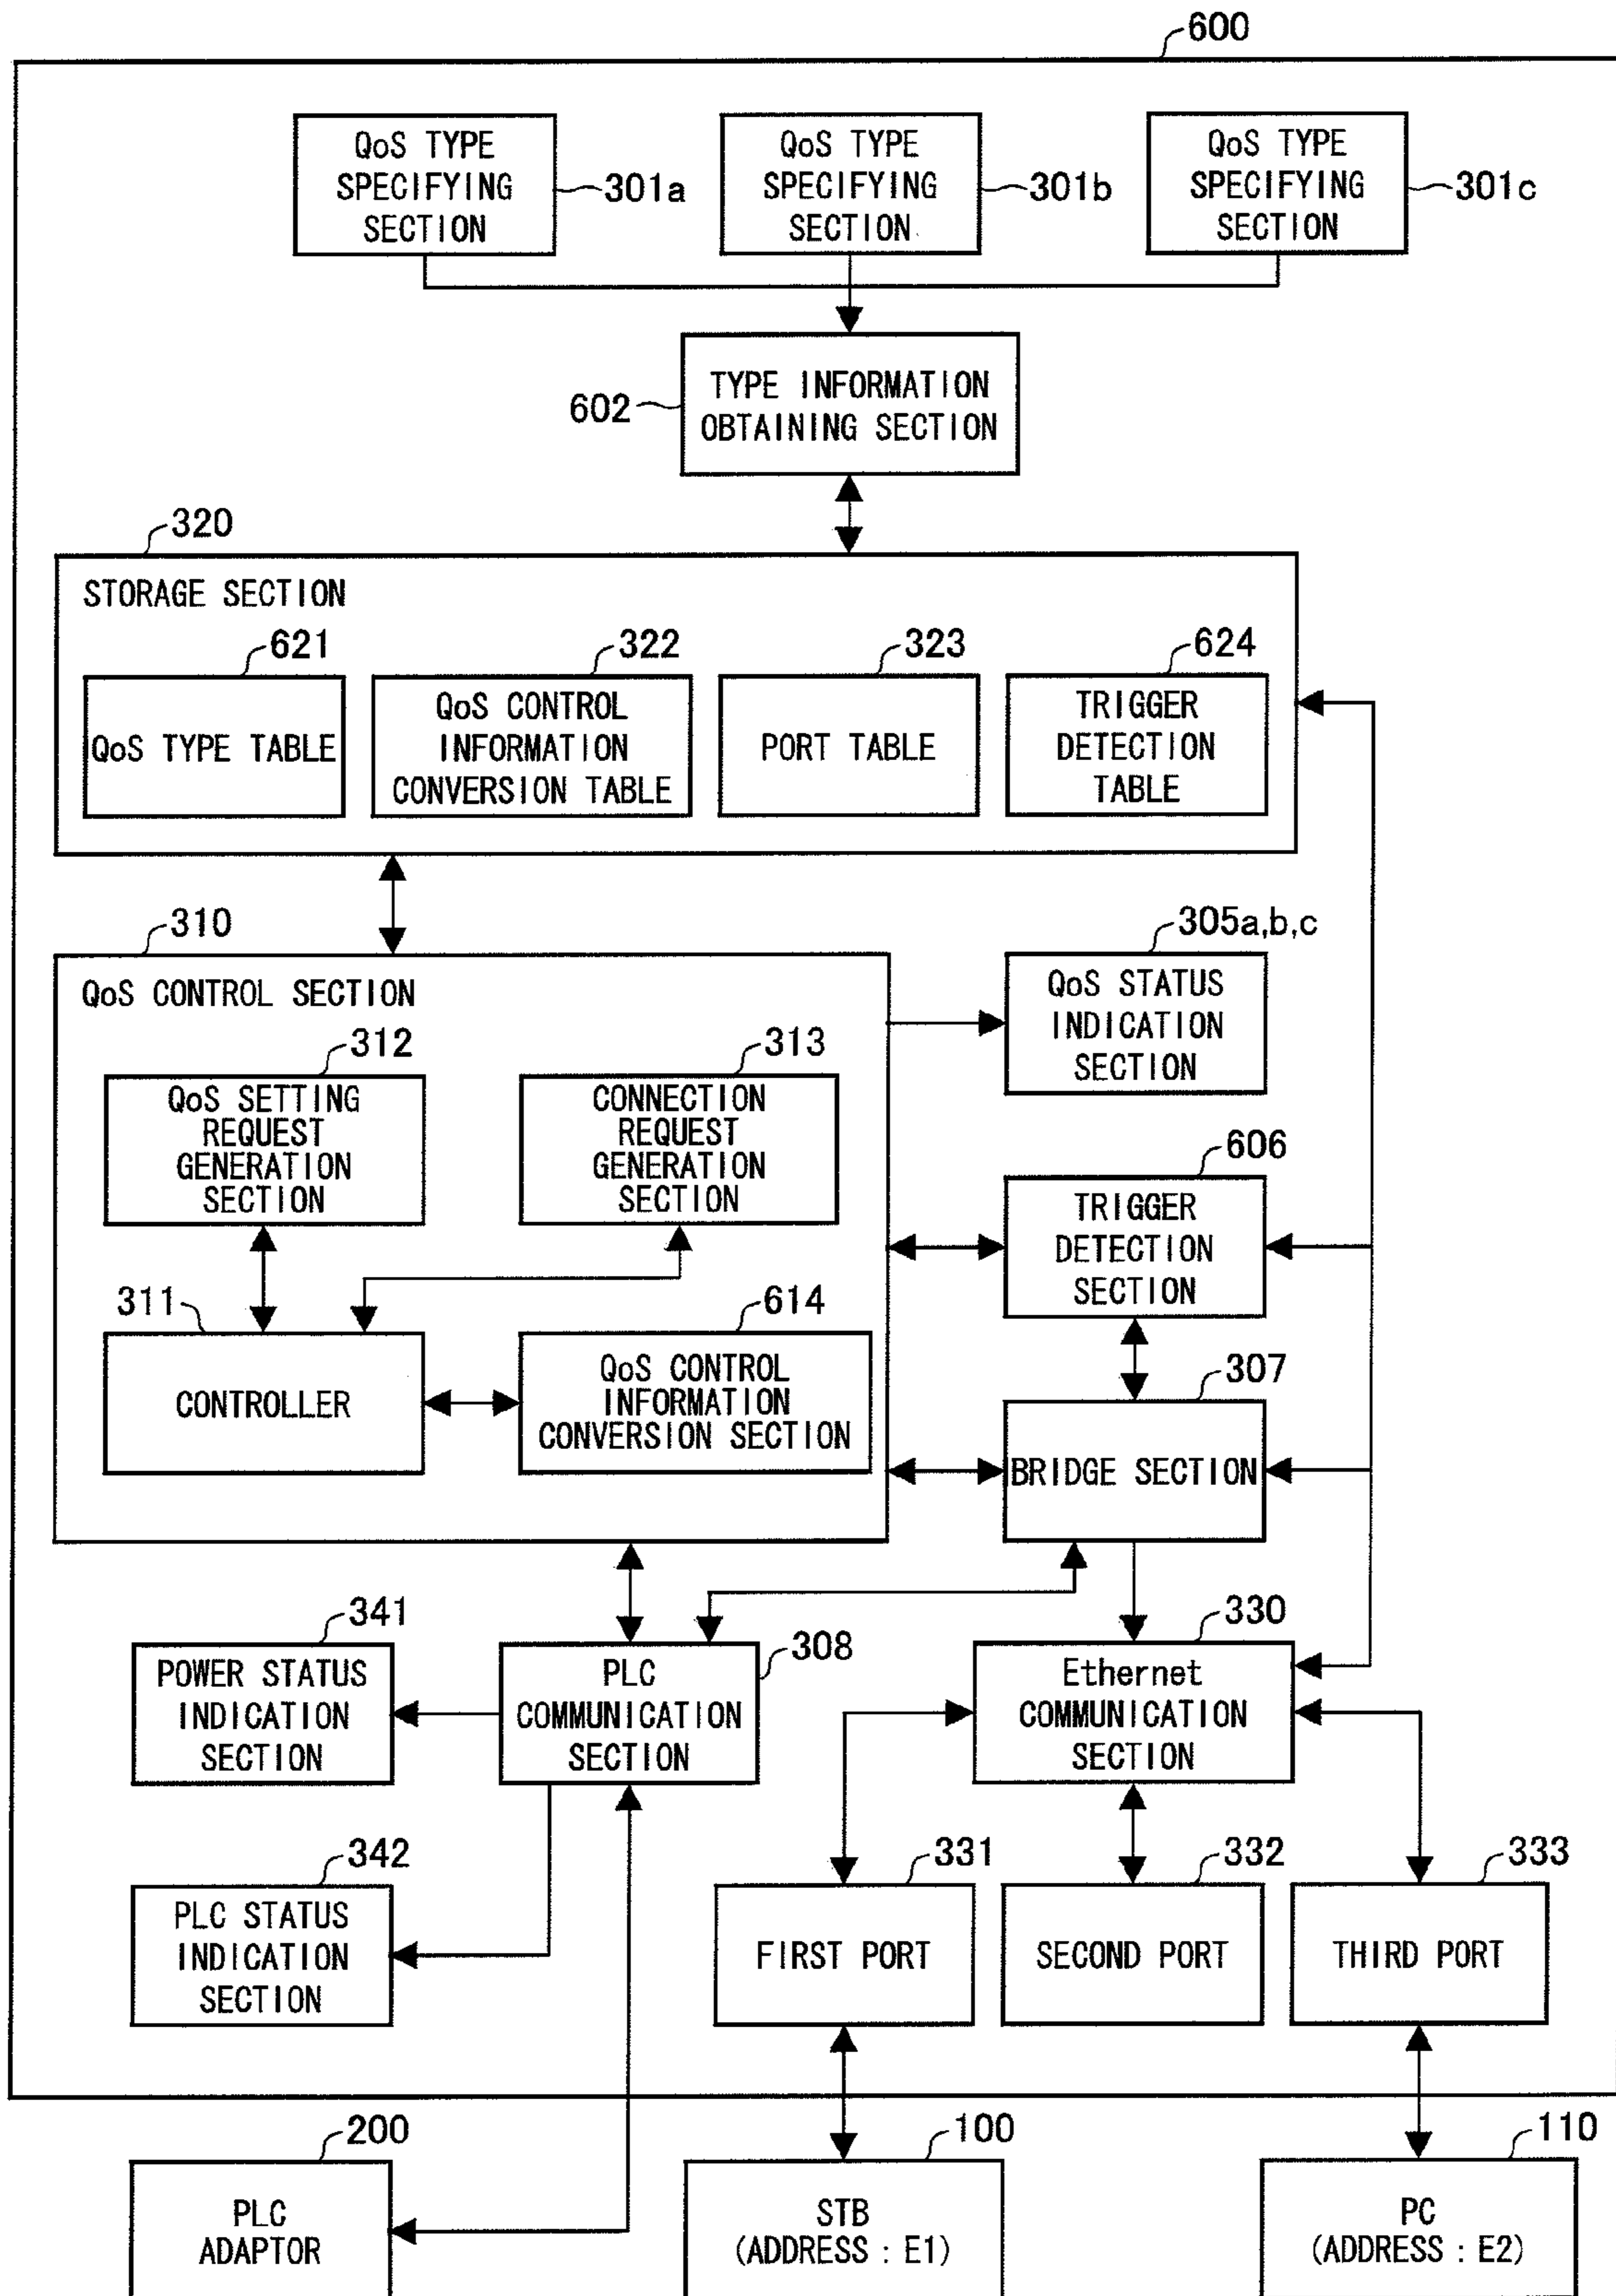 600
QoS TYPE
SPECIFYING
SECTION
301a
QoS TYPE
SPECIFYING
SECTION
301b
QoS TYPE
SPECIFYING
SECTION
301c
602
TYPE INFORMATION
OBTAINING SECTION
320
STORAGE SECTION
621
QoS TYPE TABLE
322
QoS CONTROL
INFORMATION
CONVERSION TABLE
323
PORT TABLE
624
TRIGGER
DETECTION
TABLE
310
QoS CONTROL SECTION
305a,b,c
QoS STATUS
INDICATION
SECTION
312
QoS SETTING
REQUEST
GENERATION
SECTION
313
CONNECTION
REQUEST
GENERATION
SECTION
606
TRIGGER
DETECTION
SECTION
311
CONTROLLER
614
QoS CONTROL
INFORMATION
CONVERSION SECTION
307
BRIDGE SECTION
341
POWER STATUS
INDICATION
SECTION
308
PLC
COMMUNICATION
SECTION
330
Ethernet
COMMUNICATION
SECTION
342
PLC STATUS
INDICATION
SECTION
331
FIRST PORT
332
SECOND PORT
333
THIRD PORT
200
PLC
ADAPTOR
100
STB
(ADDRESS : E1)
110
PC
(ADDRESS : E2)